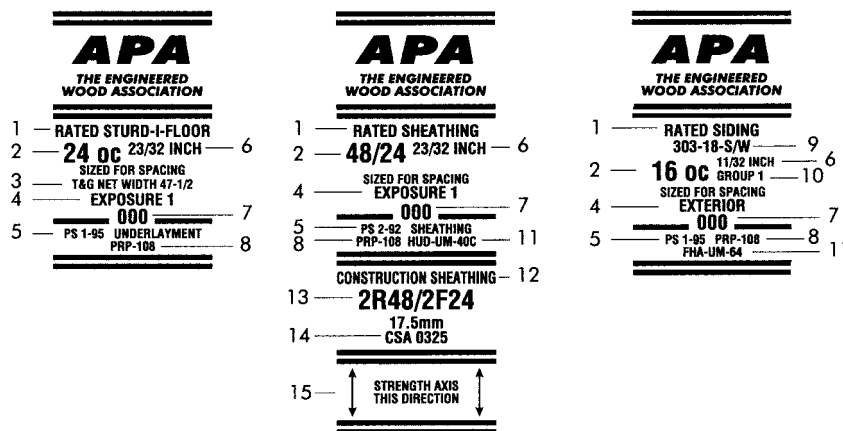 APA
THE ENGINEERED
WOOD ASSOCIATION
1 RATED STURD-I-FLOOR
2 24 OC 23/32 INCH 6
SIZED FOR SPACING
3 T&G NET WIDTH 47-1/2
4 EXPOSURE 1
000 7
5 PS 1-95 UNDERLAYMENT
PRP-108 8
APA
THE ENGINEERED
WOOD ASSOCIATION
1 RATED SHEATHING
2 48/24 23/32 INCH 6
SIZED FOR SPACING
4 EXPOSURE 1
000 7
5 PS 2-92 SHEATHING
8 PRP-108 HUD-UM-40C 11
CONSTRUCTION SHEATHING 12
13 2R48/2F24
17.5mm
14 CSA 0325
15 STRENGTH AXIS
THIS DIRECTION
APA
THE ENGINEERED
WOOD ASSOCIATION
1 RATED SIDING
303-18-S/W 9
11/32 INCH 6
2 16 OC GROUP 1 10
SIZED FOR SPACING
4 EXTERIOR
000 7
5 PS 1-95 PRP-108 8
FHA-UM-64